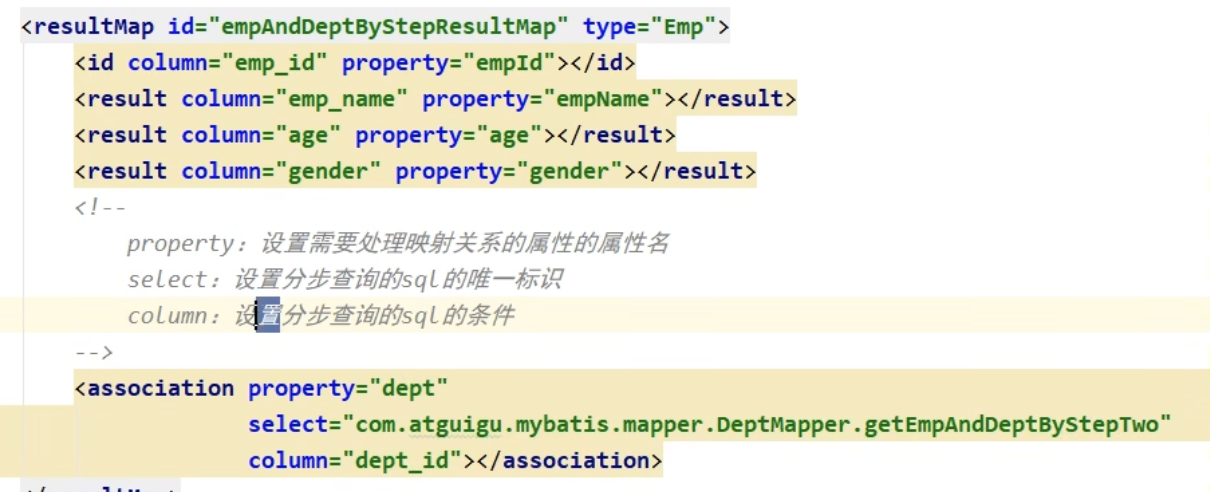 <resultMap id="empAndDeptByStepResultMap" type="Emp">
<id column="emp_id" property="empId"></id>
<result column="emp_name" property="empName"></result>
<result column="age" property="age"></result>
<result column="gender" property="gender"></result>
<!--
property：设置需要处理映射关系的属性的属性名
select：设置分步查询的sql的唯一标识
column：设置分步查询的sql的条件
-->
<association property="dept"
select="com.atguigu.mybatis.mapper.DeptMapper.getEmpAndDeptByStepTwo"
column="dept_id"></association>